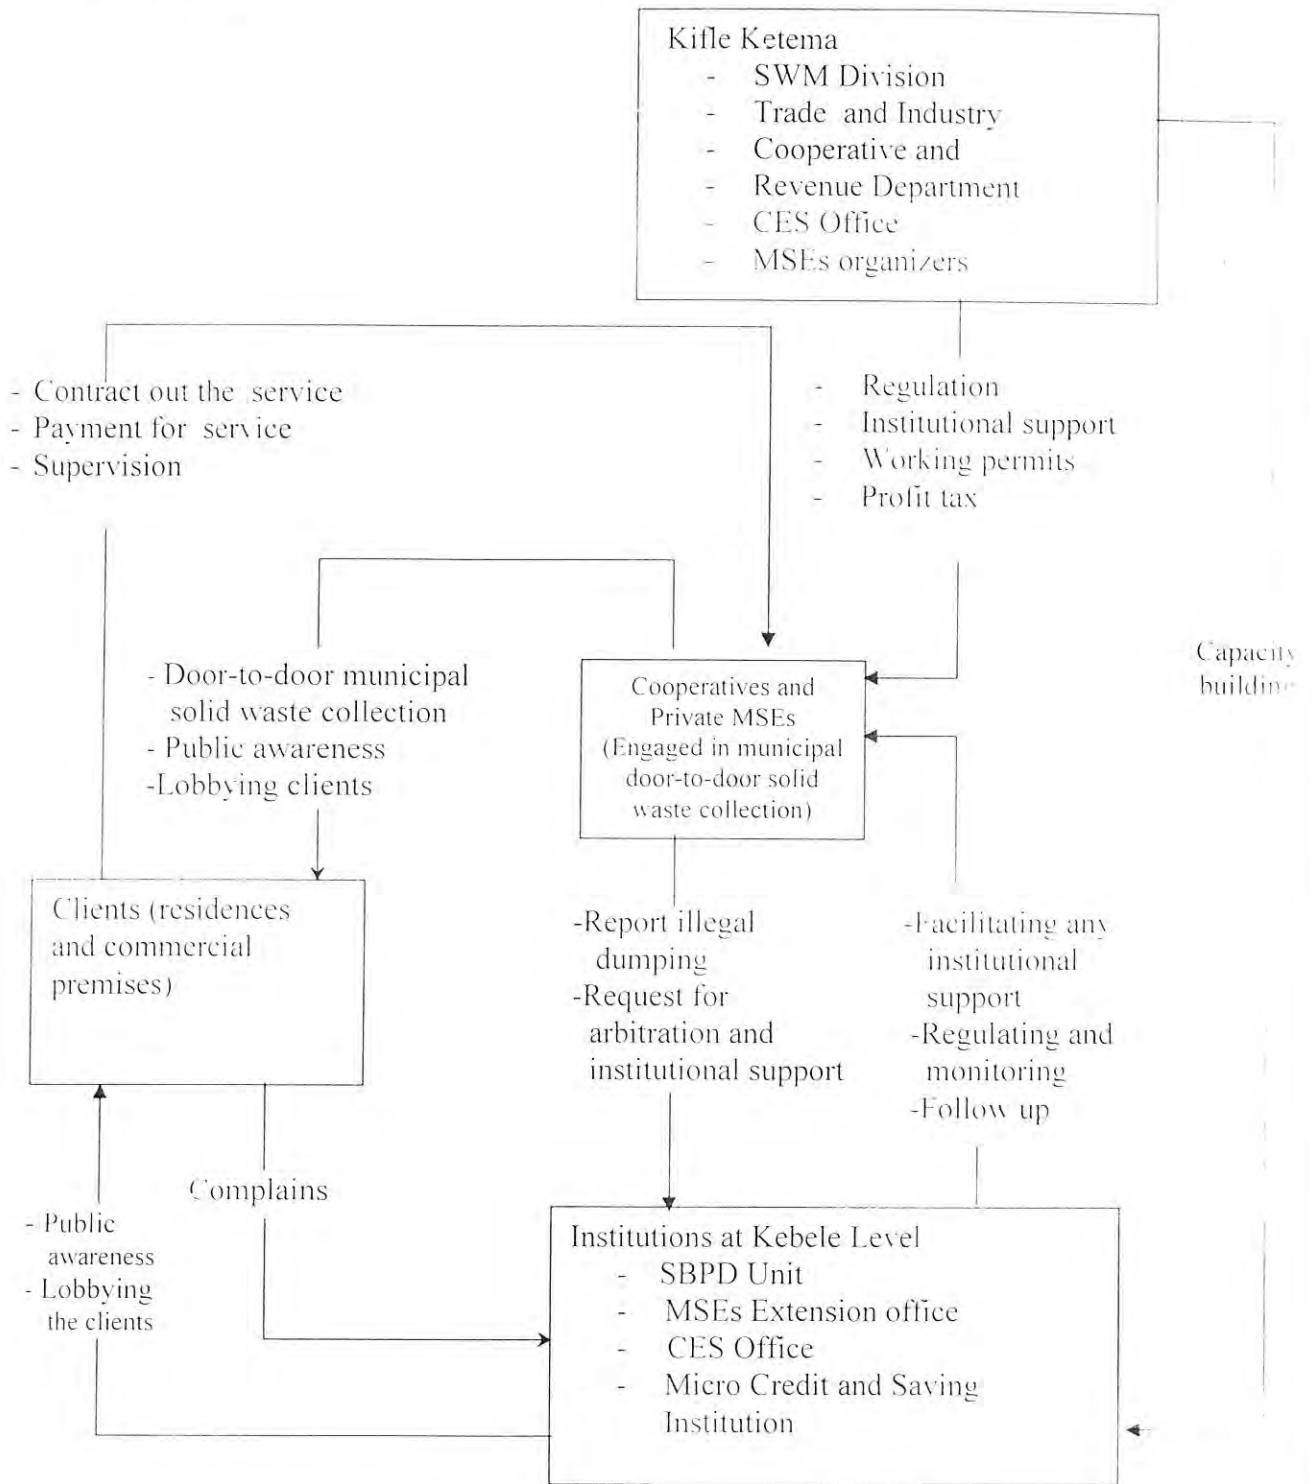 Kifle Ketema
- SWM Division
- Trade and Industry
- Cooperative and
- Revenue Department
- CES Office
- MSEs organizers
- Contract out the service
- Payment for service
- Supervision
- Regulation
- Institutional support
- Working permits
- Profit tax
Capacity
building
- Door-to-door municipal
solid waste collection
- Public awareness
-Lobbying clients
Cooperatives and
Private MSEs
(Engaged in municipal
door-to-door solid
waste collection)
Clients (residences
and commercial
premises)
-Report illegal
dumping
-Request for
arbitration and
institutional support
-Facilitating any
institutional
support
-Regulating and
monitoring
-Follow up
Complains
- Public
awareness
- Lobbying
the clients
Institutions at Kebele Level
- SBPD Unit
- MSEs Extension office
- CES Office
- Micro Credit and Saving
Institution